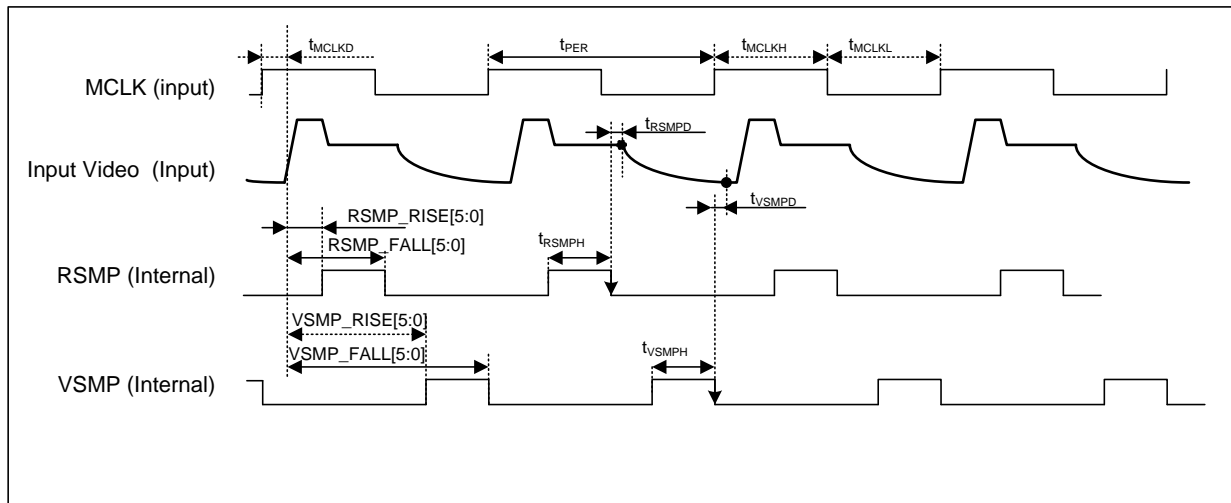 tMCLKD
tPER
tMCLKH
tMCLKL
MCLK (input)
tRSMPD
Input Video (Input)
tVSMPD
RSMP_RISE[5:0]
RSMP_FALL[5:0]
tRSMPH
RSMP (Internal)
VSMP_RISE[5:0]
VSMP_FALL[5:0]
tVSMPH
VSMP (Internal)